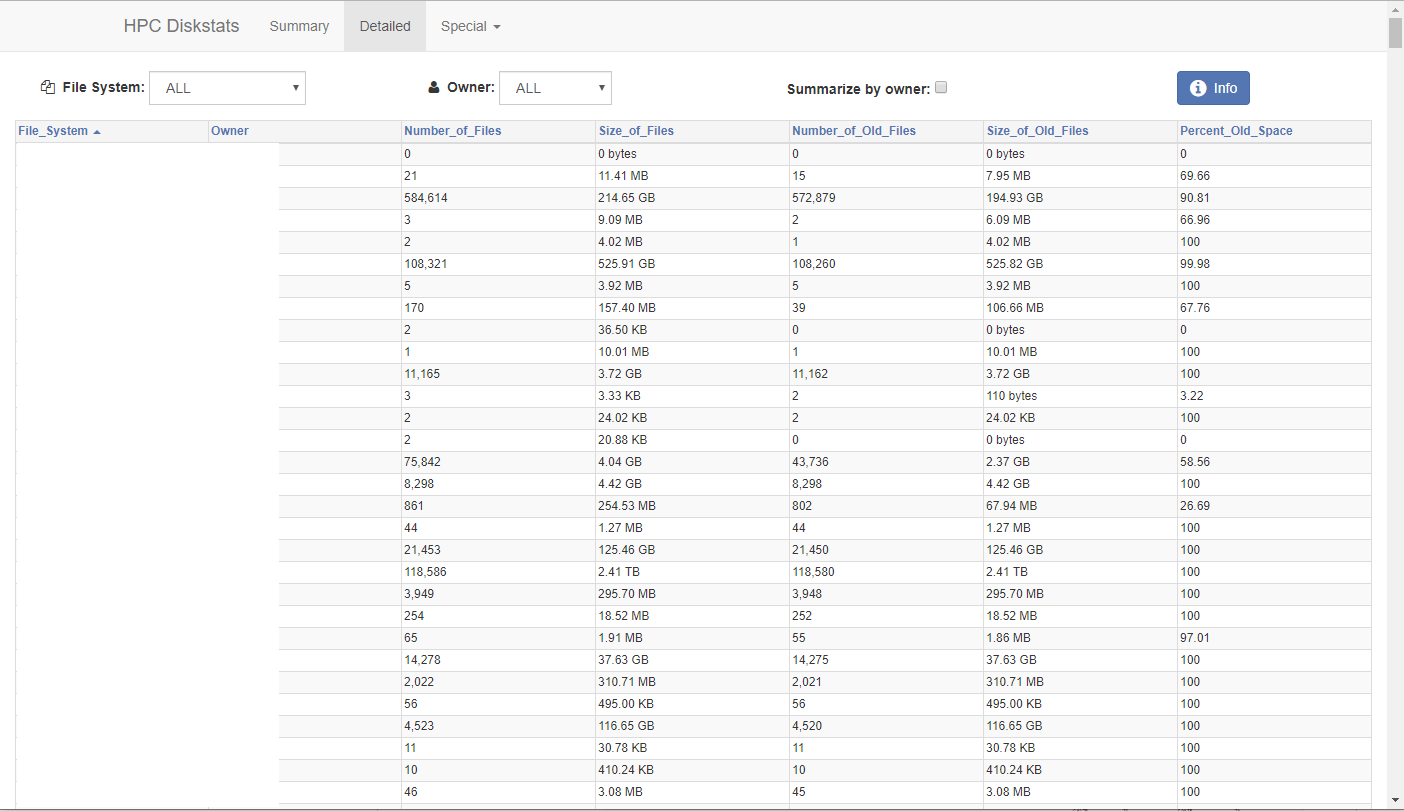 HPC Diskstats Summary Detailed Special
File System: ALL Owner: ALL Summarize by owner: Info
File_System Owner Number_of_Files Size_of_Files Number_of_Old_Files Size_of_Old_Files Percent_Old_Space
0 0 bytes 0 0 bytes 0
21 11.41 MB 15 7.95 MB 69.66
584,614 214.65 GB 572,879 194.93 GB 90.81
3 9.09 MB 2 6.09 MB 66.96
2 4.02 MB 1 4.02 MB 100
108,321 525.91 GB 108,260 525.82 GB 99.98
5 3.92 MB 5 3.92 MB 100
170 157.40 MB 39 106.66 MB 67.76
2 36.50 KB 0 0 bytes 0
1 10.01 MB 1 10.01 MB 100
11,165 3.72 GB 11,162 3.72 GB 100
3 3.33 KB 2 110 bytes 3.22
2 24.02 KB 2 24.02 KB 100
2 20.88 KB 0 0 bytes 0
75,842 4.04 GB 43,736 2.37 GB 58.56
8,298 4.42 GB 8,298 4.42 GB 100
861 254.53 MB 802 67.94 MB 26.69
44 1.27 MB 44 1.27 MB 100
21,453 125.46 GB 21,450 125.46 GB 100
118,586 2.41 TB 118,580 2.41 TB 100
3,949 295.70 MB 3,948 295.70 MB 100
254 18.52 MB 252 18.52 MB 100
65 1.91 MB 55 1.86 MB 97.01
14,278 37.63 GB 14,275 37.63 GB 100
2,022 310.71 MB 2,021 310.71 MB 100
56 495.00 KB 56 495.00 KB 100
4,523 116.65 GB 4,520 116.65 GB 100
11 30.78 KB 11 30.78 KB 100
10 410.24 KB 10 410.24 KB 100
46 3.08 MB 45 3.08 MB 100